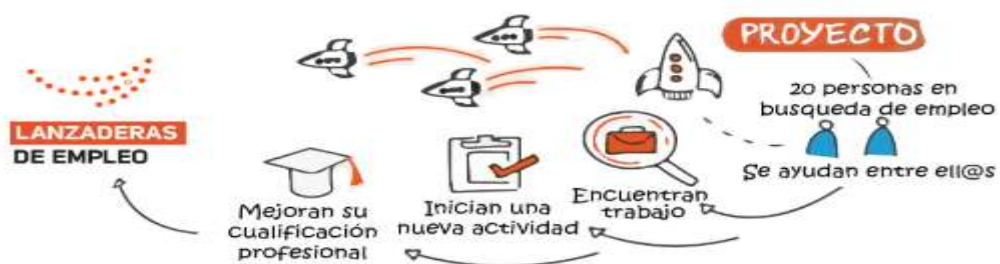 PROYECTO
20 personas en
busqueda de empleo
Se ayudan entre ell@s
Encuentran
trabajo
Inician una
nueva actividad
Mejoran su
cualificación
profesional
LANZADERAS
DE EMPLEO